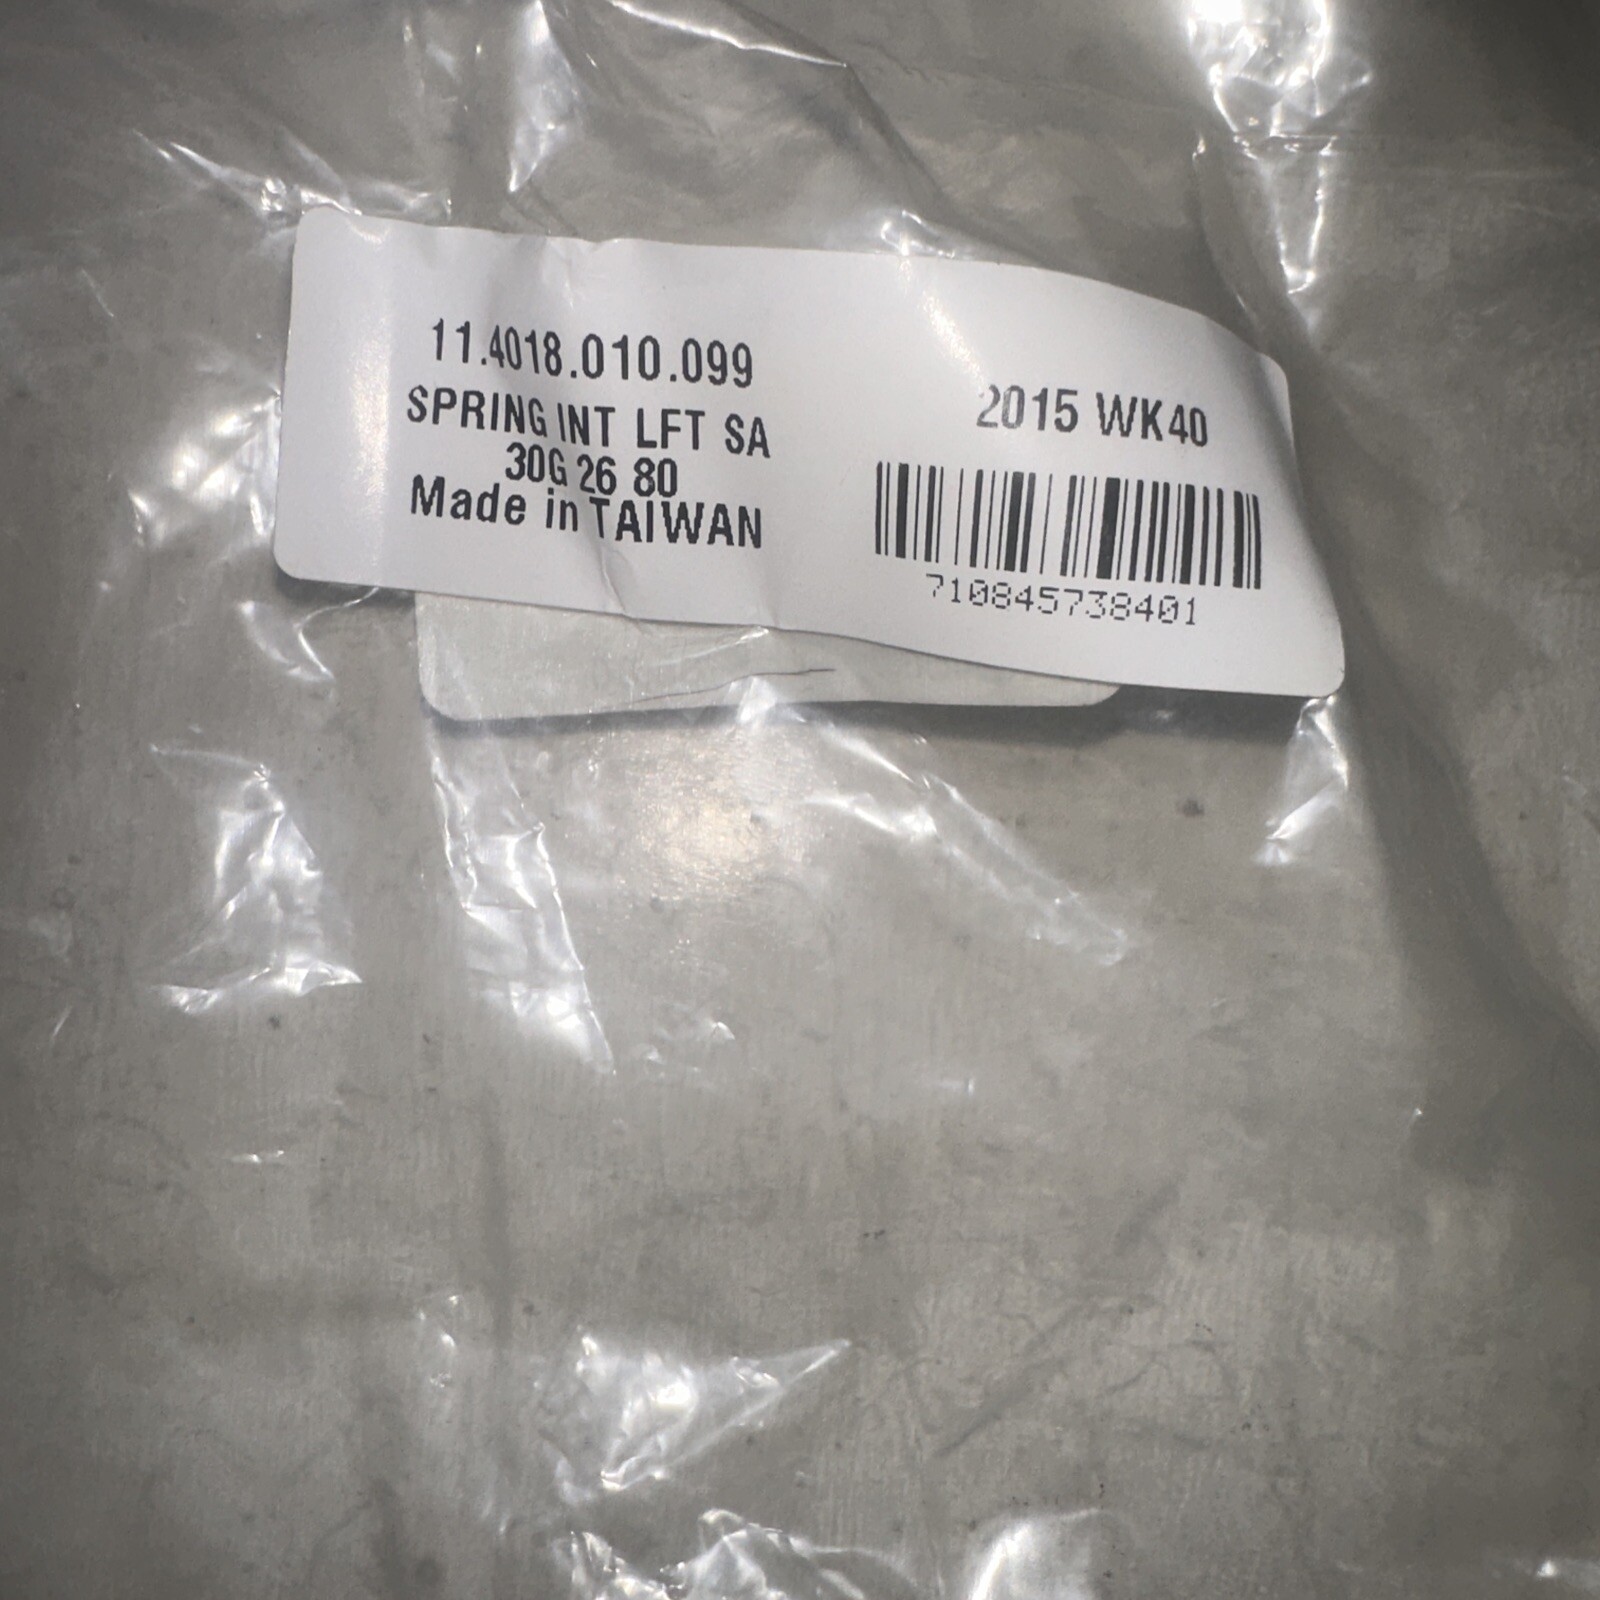 11.4018.010.099
SPRING INT LFT SA
30G 26 80
Made in TAIWAN
2015 WK40
710845738401